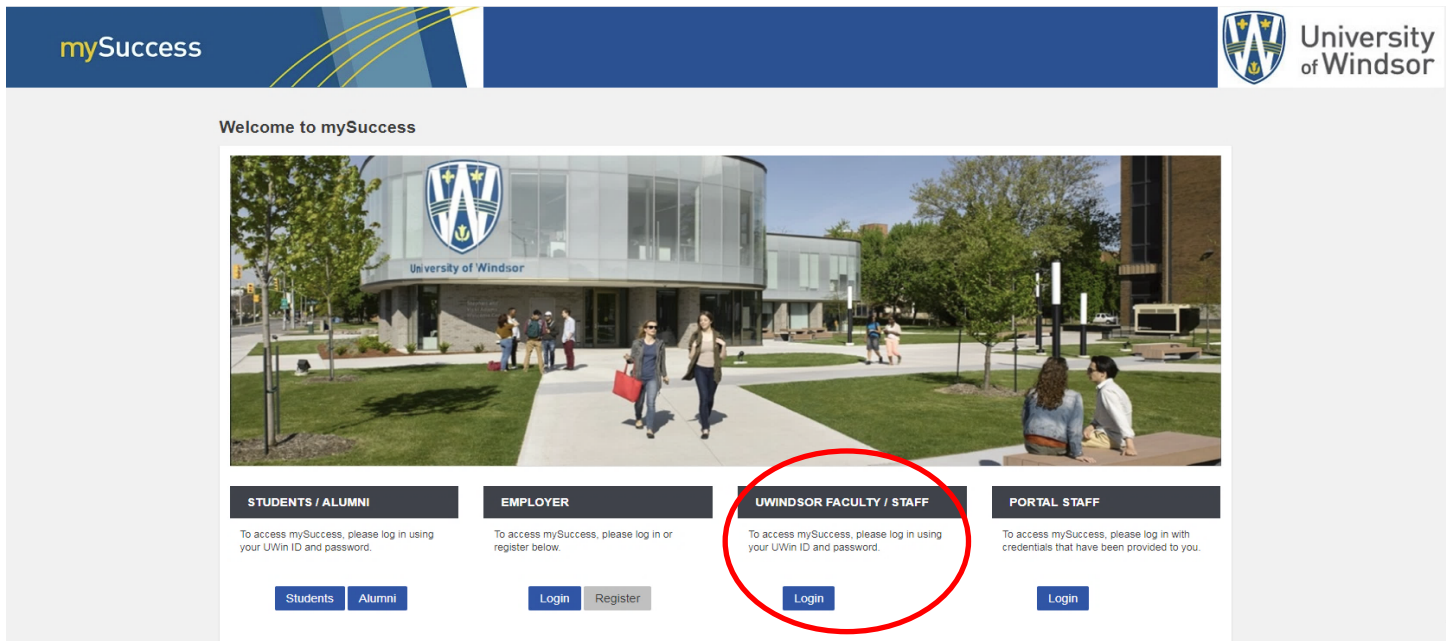 mySuccess
University
of Windsor
Welcome to mySuccess
University of Windsor
STUDENTS / ALUMNI
To access mySuccess, please log in using
your UWin ID and password.
Students Alumni
EMPLOYER
To access mySuccess, please log in or
register below.
Login Register
UWINDSOR FACULTY / STAFF
To access mySuccess, please log in using
your UWin ID and password.
Login
PORTAL STAFF
To access mySuccess, please log in with
credentials that have been provided to you.
Login